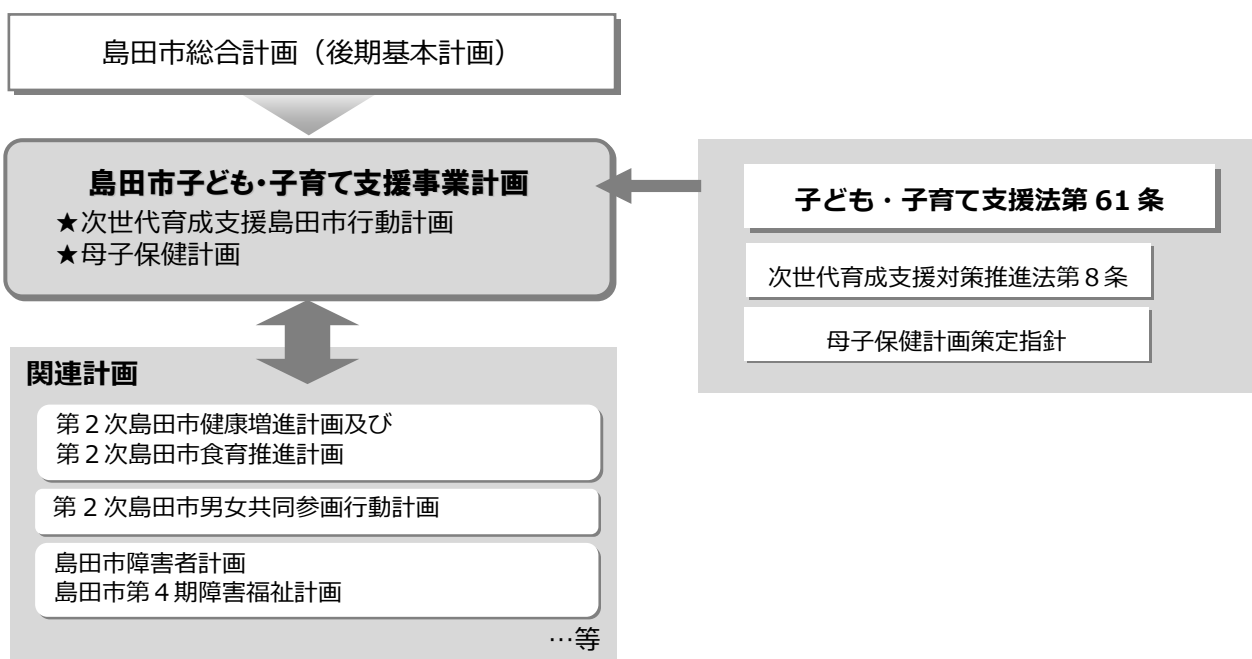 島田市総合計画（後期基本計画）
島田市子ども・子育て支援事業計画
★次世代育成支援島田市行動計画
★母子保健計画
子ども・子育て支援法第 61 条
次世代育成支援対策推進法第８条
母子保健計画策定指針
関連計画
第２次島田市健康増進計画及び
第２次島田市食育推進計画
第２次島田市男女共同参画行動計画
島田市障害者計画
島田市第４期障害福祉計画
…等